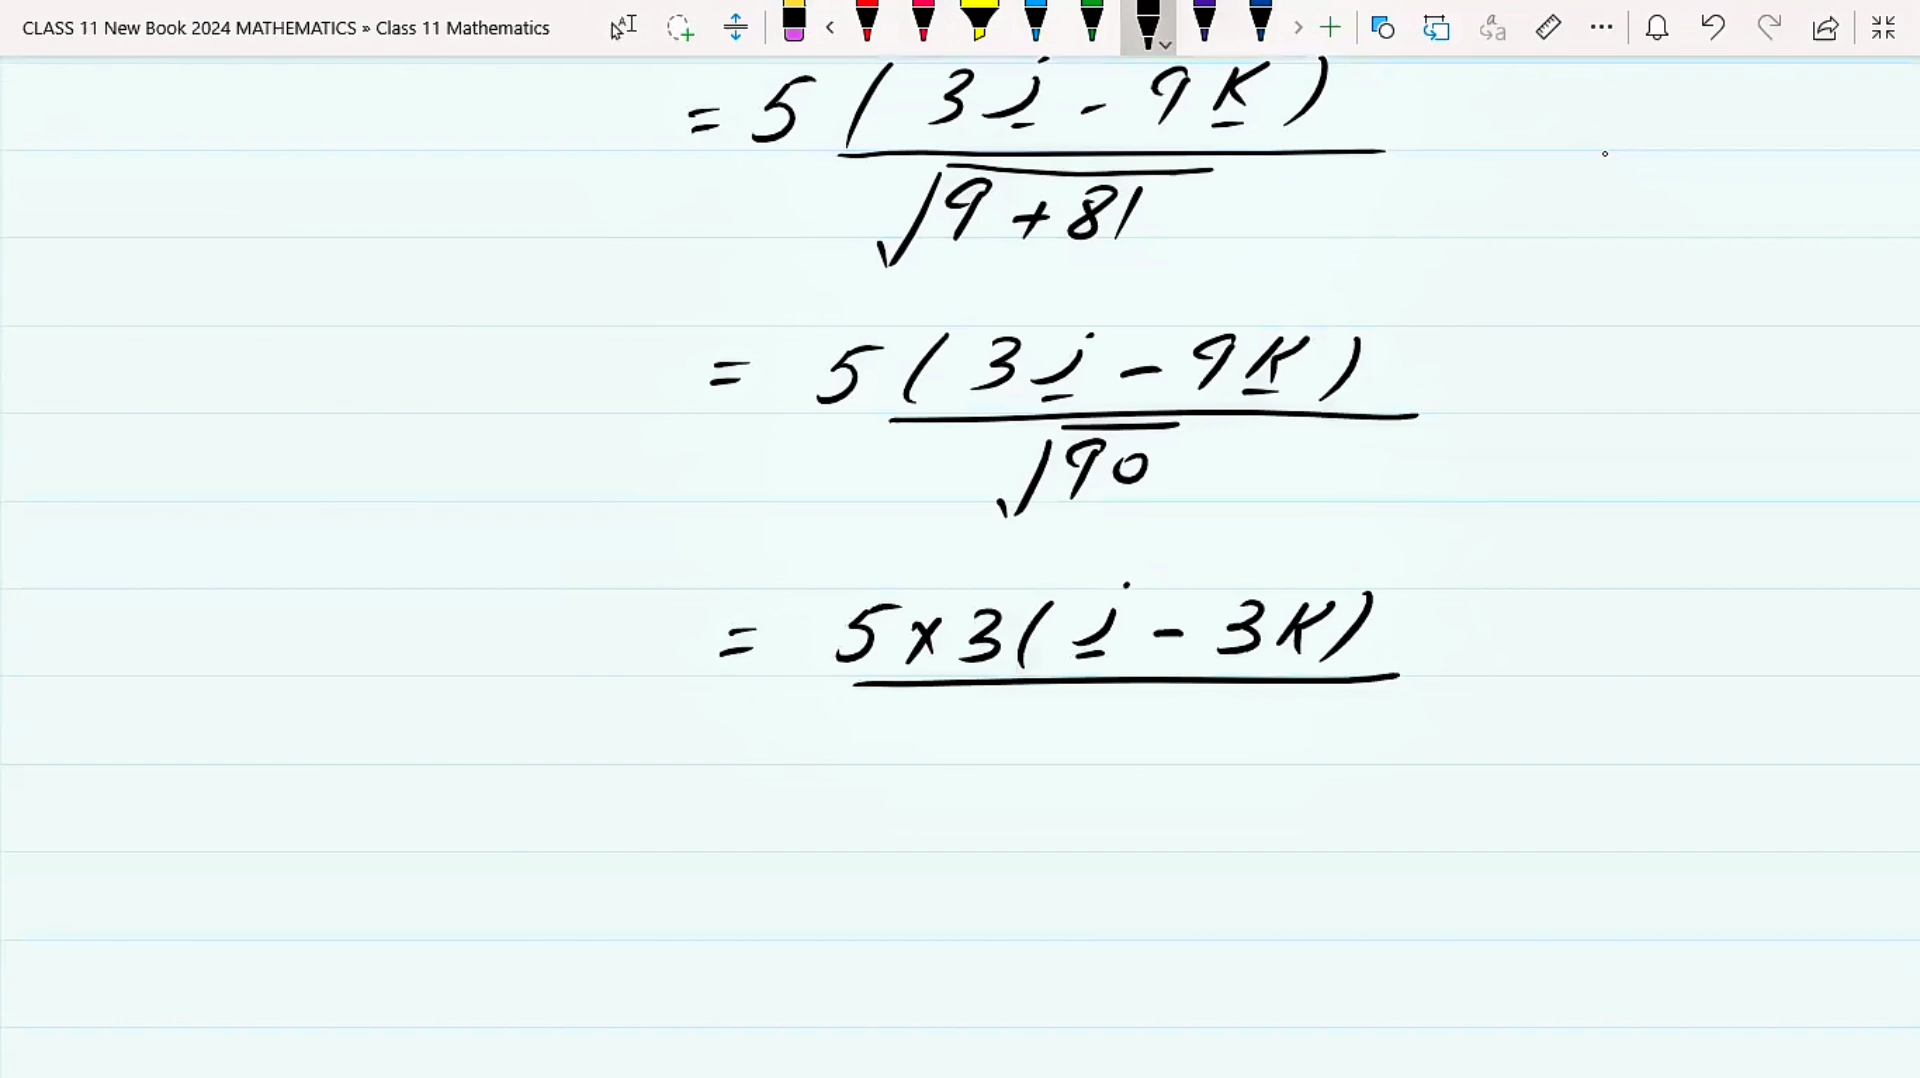 CLASS 11 New Book 2024 MATHEMATICS » Class 11 Mathematics
= 5 ( 3j - 9k )
√9 + 81
= 5 ( 3j - 9k )
√90
= 5 x 3 ( j - 3k )